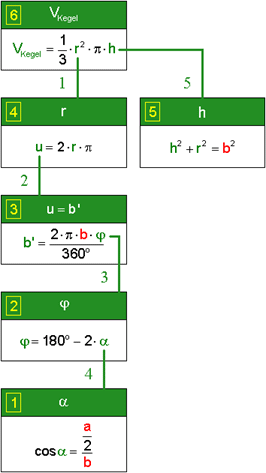 6 V_Kegel
V_Kegel = 1/3 · r² · π · h
1 5
4 r
u = 2 · r · π
5 h
h² + r² = b²
2
3 u = b'
b' = 2 · π · b · φ / 360°
3
2 φ
φ = 180° − 2 · α
4
1 α
cos α = a/2 / b